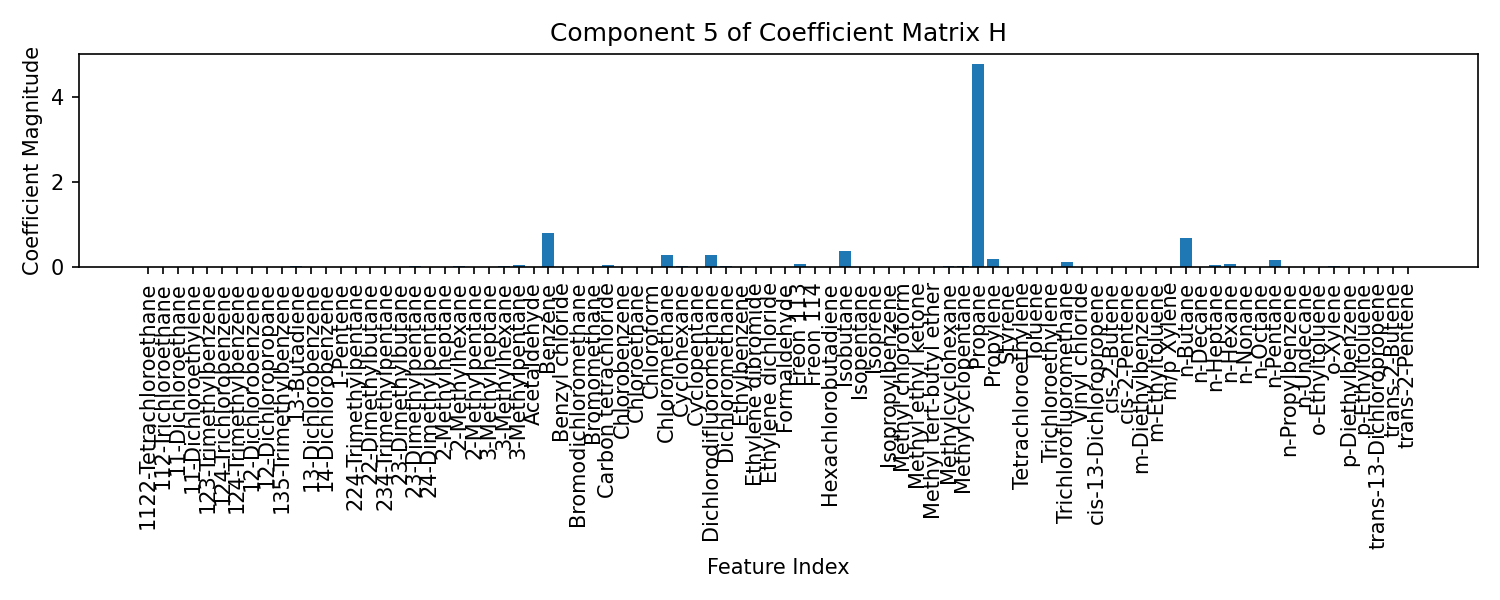 Component 5 of Coefficient Matrix H
Coefficient Magnitude
4
2
0
1122-Tetrachloroethane
112-Trichloroethane
11-Dichloroethane
11-Dichloroethylene
123-Trimethylbenzene
124-Trichlorobenzene
124-Trimethylbenzene
12-Dichlorobenzene
12-Dichloropropane
135-Trimethylbenzene
13-Butadiene
13-Dichlorobenzene
14-Dichlorobenzene
1-Pentene
224-Trimethylpentane
22-Dimethylbutane
234-Trimethylpentane
23-Dimethylbutane
23-Dimethylpentane
24-Dimethylpentane
2-Methylheptane
2-Methylhexane
2-Methylpentane
3-Methylheptane
3-Methylhexane
3-Methylpentane
Acetaldehyde
Benzene
Benzyl chloride
Bromodichloromethane
Bromomethane
Carbon tetrachloride
Chlorobenzene
Chloroethane
Chloroform
Chloromethane
Cyclohexane
Cyclopentane
Dichlorodifluoromethane
Dichloromethane
Ethylbenzene
Ethylene dibromide
Ethylene dichloride
Formaldehyde
Freon 113
Freon 114
Hexachlorobutadiene
Isobutane
Isopentane
Isoprene
Isopropylbenzene
Methyl chloroform
Methyl ethyl ketone
Methyl tert-butyl ether
Methylcyclohexane
Methylcyclopentane
Propane
Propylene
Styrene
Tetrachloroethylene
Toluene
Trichloroethylene
Trichlorofluoromethane
Vinyl chloride
cis-13-Dichloropropene
cis-2-Butene
cis-2-Pentene
m-Diethylbenzene
m-Ethyltoluene
m/p Xylene
n-Butane
n-Decane
n-Heptane
n-Hexane
n-Nonane
n-Octane
n-Pentane
n-Propylbenzene
n-Undecane
o-Ethyltoluene
o-Xylene
p-Diethylbenzene
p-Ethyltoluene
trans-13-Dichloropropene
trans-2-Butene
trans-2-Pentene
Feature Index